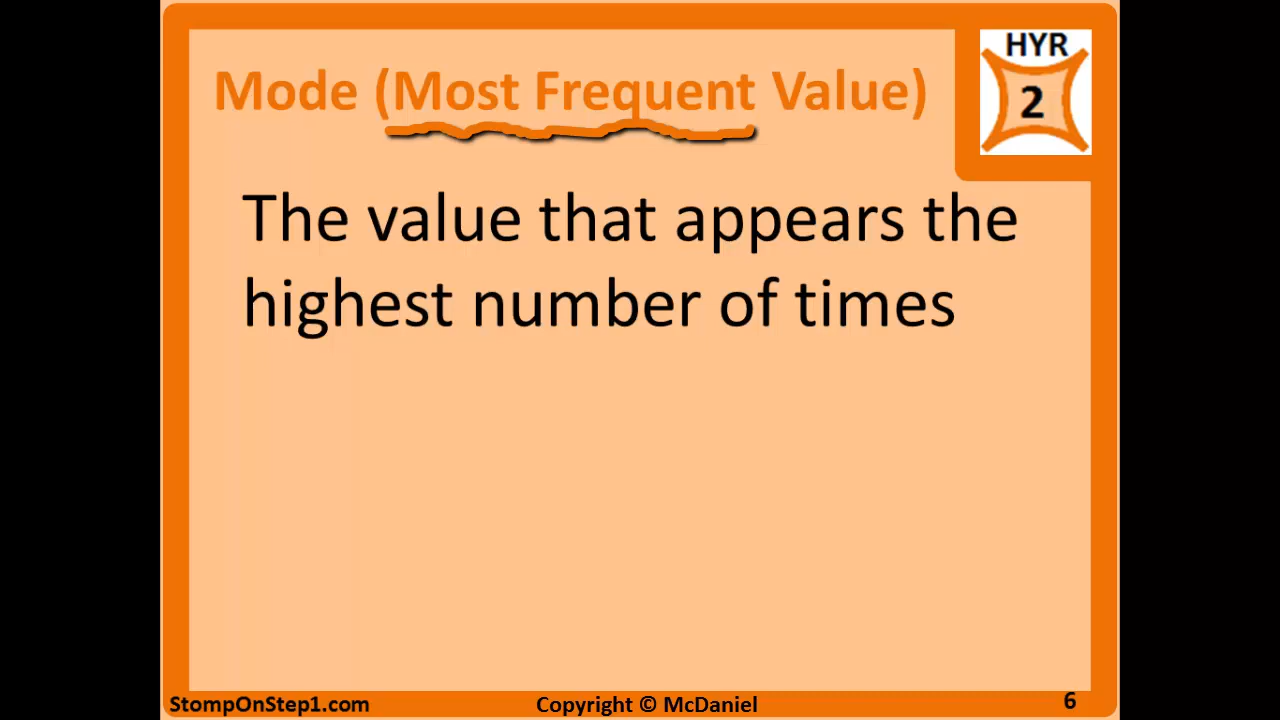 Mode (Most Frequent Value)
HYR
2
The value that appears the
highest number of times
StompOnStep1.com
Copyright © McDaniel
6